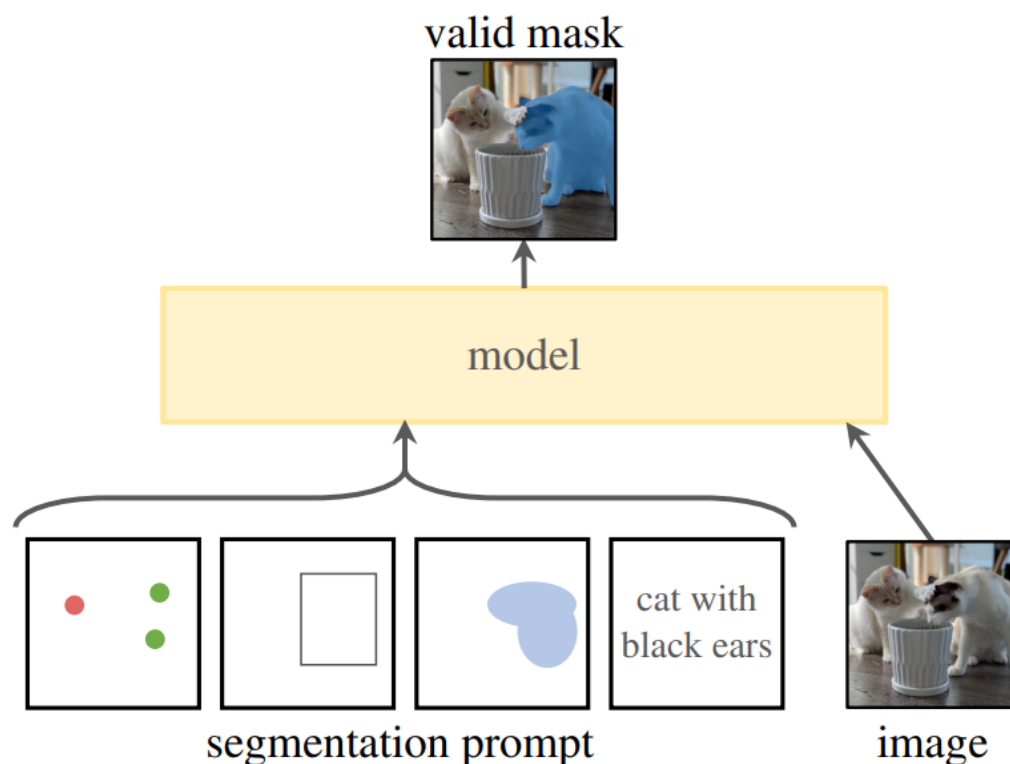 valid mask
model
cat with
black ears
segmentation prompt
image